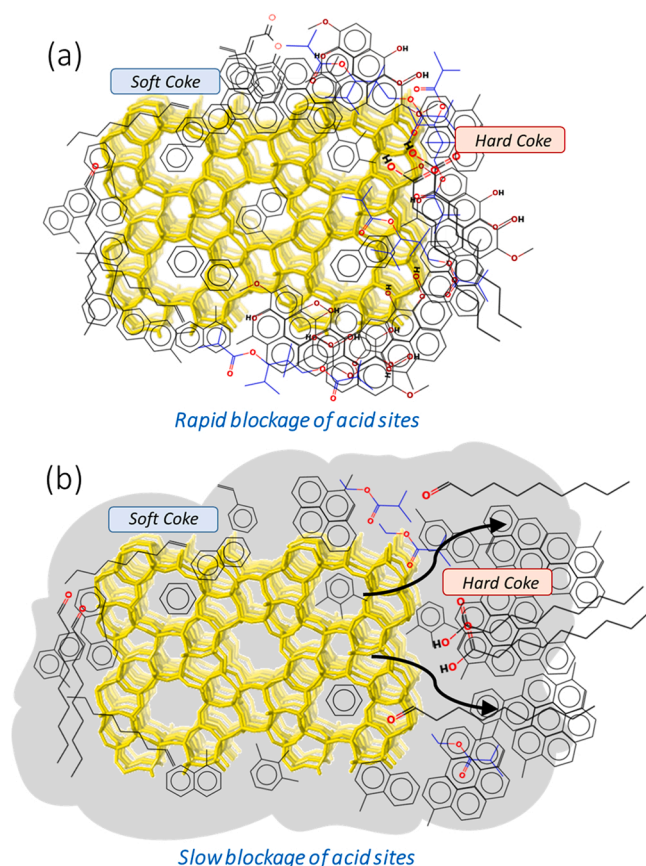 (a)
Soft Coke
Hard Coke
Rapid blockage of acid sites
(b)
Soft Coke
Hard Coke
Slow blockage of acid sites